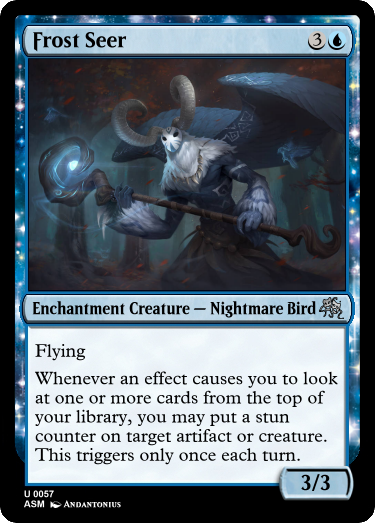 Frost Seer
3
Enchantment Creature — Nightmare Bird
Flying
Whenever an effect causes you to look
at one or more cards from the top of
your library, you may put a stun
counter on target artifact or creature.
This triggers only once each turn.
3/3
U 0057
ASM Andantonius